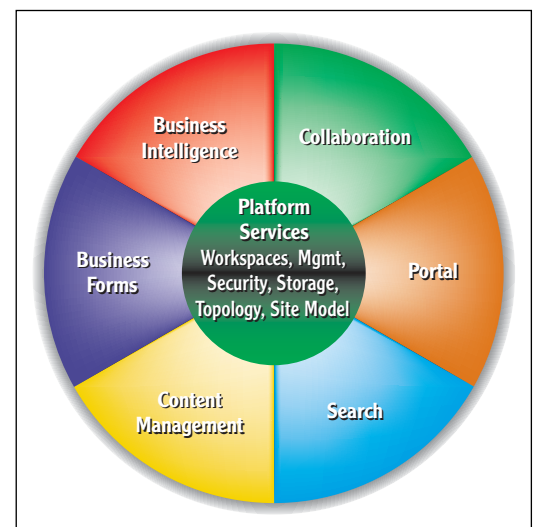 Business
Intelligence
Collaboration
Platform
Services
Workspaces, Mgmt,
Security, Storage,
Topology, Site Model
Business
Forms
Portal
Content
Management
Search